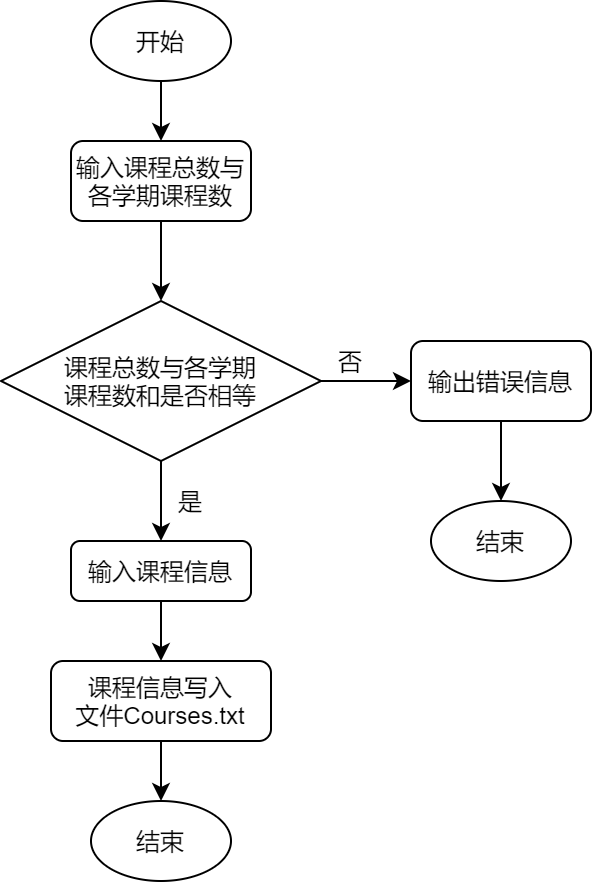 开始
输入课程总数与
各学期课程数
课程总数与各学期
课程数和是否相等
否
输出错误信息
是
结束
输入课程信息
课程信息写入
文件Courses.txt
结束